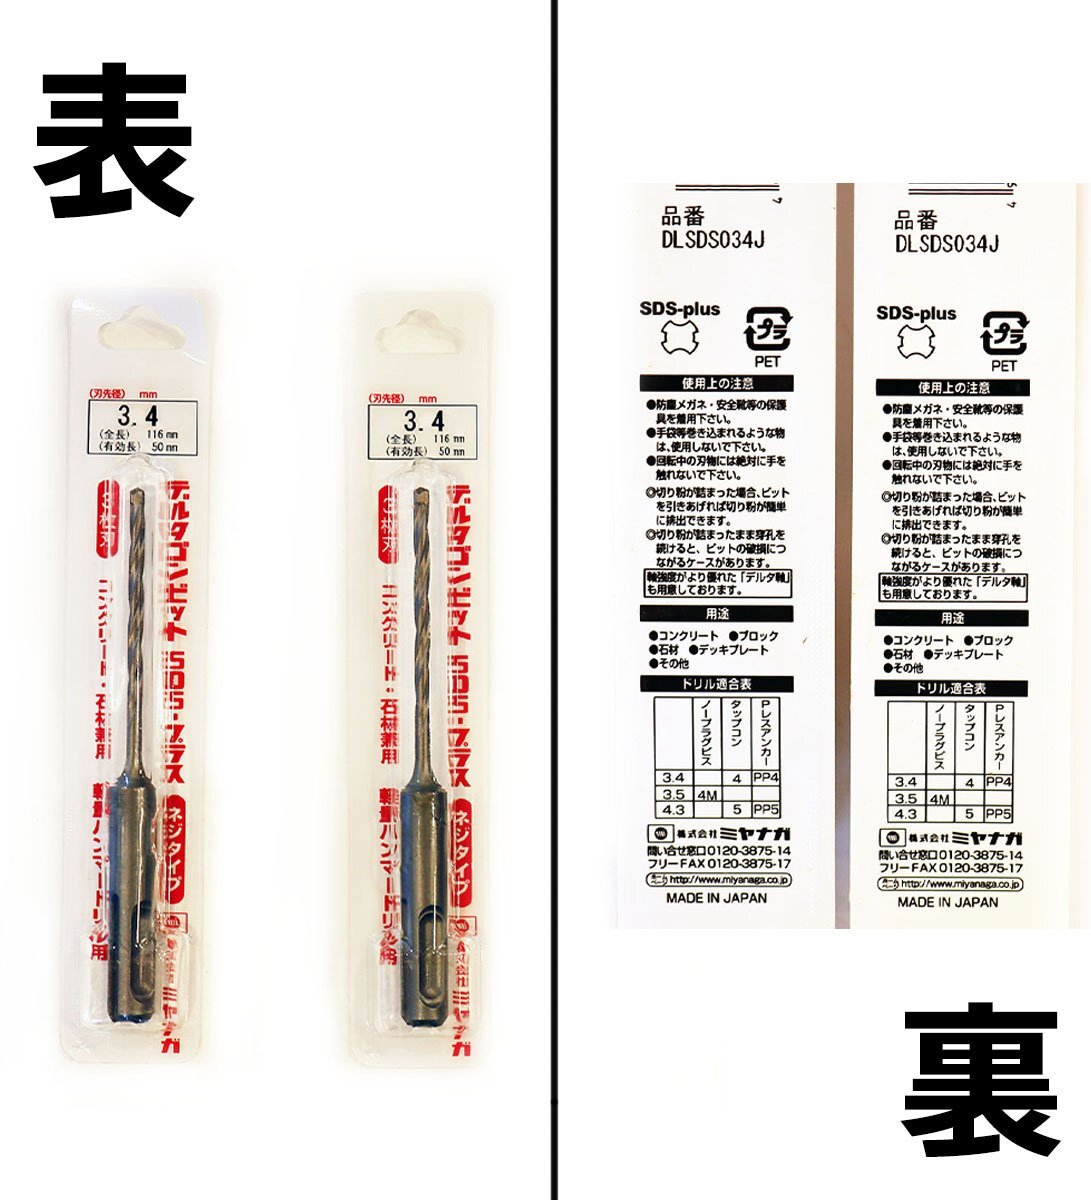 表
(刃先径) mm
3.4
(全長) 116mm
(有効長) 50mm
デルタゴンビットSDS-プラス ネジタイプ
3枚刃 コンクリート・石材兼用 軽量ハンマードリル用
株式会社 ミヤナガ
(刃先径) mm
3.4
(全長) 116mm
(有効長) 50mm
デルタゴンビットSDS-プラス ネジタイプ
3枚刃 コンクリート・石材兼用 軽量ハンマードリル用
株式会社 ミヤナガ
品番
DLSDS034J
SDS-plus
プラ
PET
使用上の注意
●防塵メガネ・安全靴等の保護
具を着用下さい。
●手袋等巻き込まれるような物
は、使用しないで下さい。
●回転中の刃物には絶対に手を
触れないで下さい。
◎切り粉が詰まった場合、ビット
を引きあげれば切り粉が簡単
に排出できます。
◎切り粉が詰まったまま穿孔を
続けると、ビットの破損につ
ながるケースがあります。
軸強度がより優れた「デルタ軸」
も用意しております。
用途
●コンクリート ●ブロック
●石材 ●デッキプレート
●その他
ドリル適合表
ノープラグビス タップコン Pレスアンカー
3.4 4 PP4
3.5 4M
4.3 5 PP5
株式会社 ミヤナガ
問い合せ窓口0120-3875-14
フリーFAX0120-3875-17
ホームページ http://www.miyanaga.co.jp
MADE IN JAPAN
4
品番
DLSDS034J
SDS-plus
プラ
PET
使用上の注意
●防塵メガネ・安全靴等の保護
具を着用下さい。
●手袋等巻き込まれるような物
は、使用しないで下さい。
●回転中の刃物には絶対に手を
触れないで下さい。
◎切り粉が詰まった場合、ビット
を引きあげれば切り粉が簡単
に排出できます。
◎切り粉が詰まったまま穿孔を
続けると、ビットの破損につ
ながるケースがあります。
軸強度がより優れた「デルタ軸」
も用意しております。
用途
●コンクリート ●ブロック
●石材 ●デッキプレート
●その他
ドリル適合表
ノープラグビス タップコン Pレスアンカー
3.4 4 PP4
3.5 4M
4.3 5 PP5
株式会社 ミヤナガ
問い合せ窓口0120-3875-14
フリーFAX0120-3875-17
ホームページ http://www.miyanaga.co.jp
MADE IN JAPAN
裏